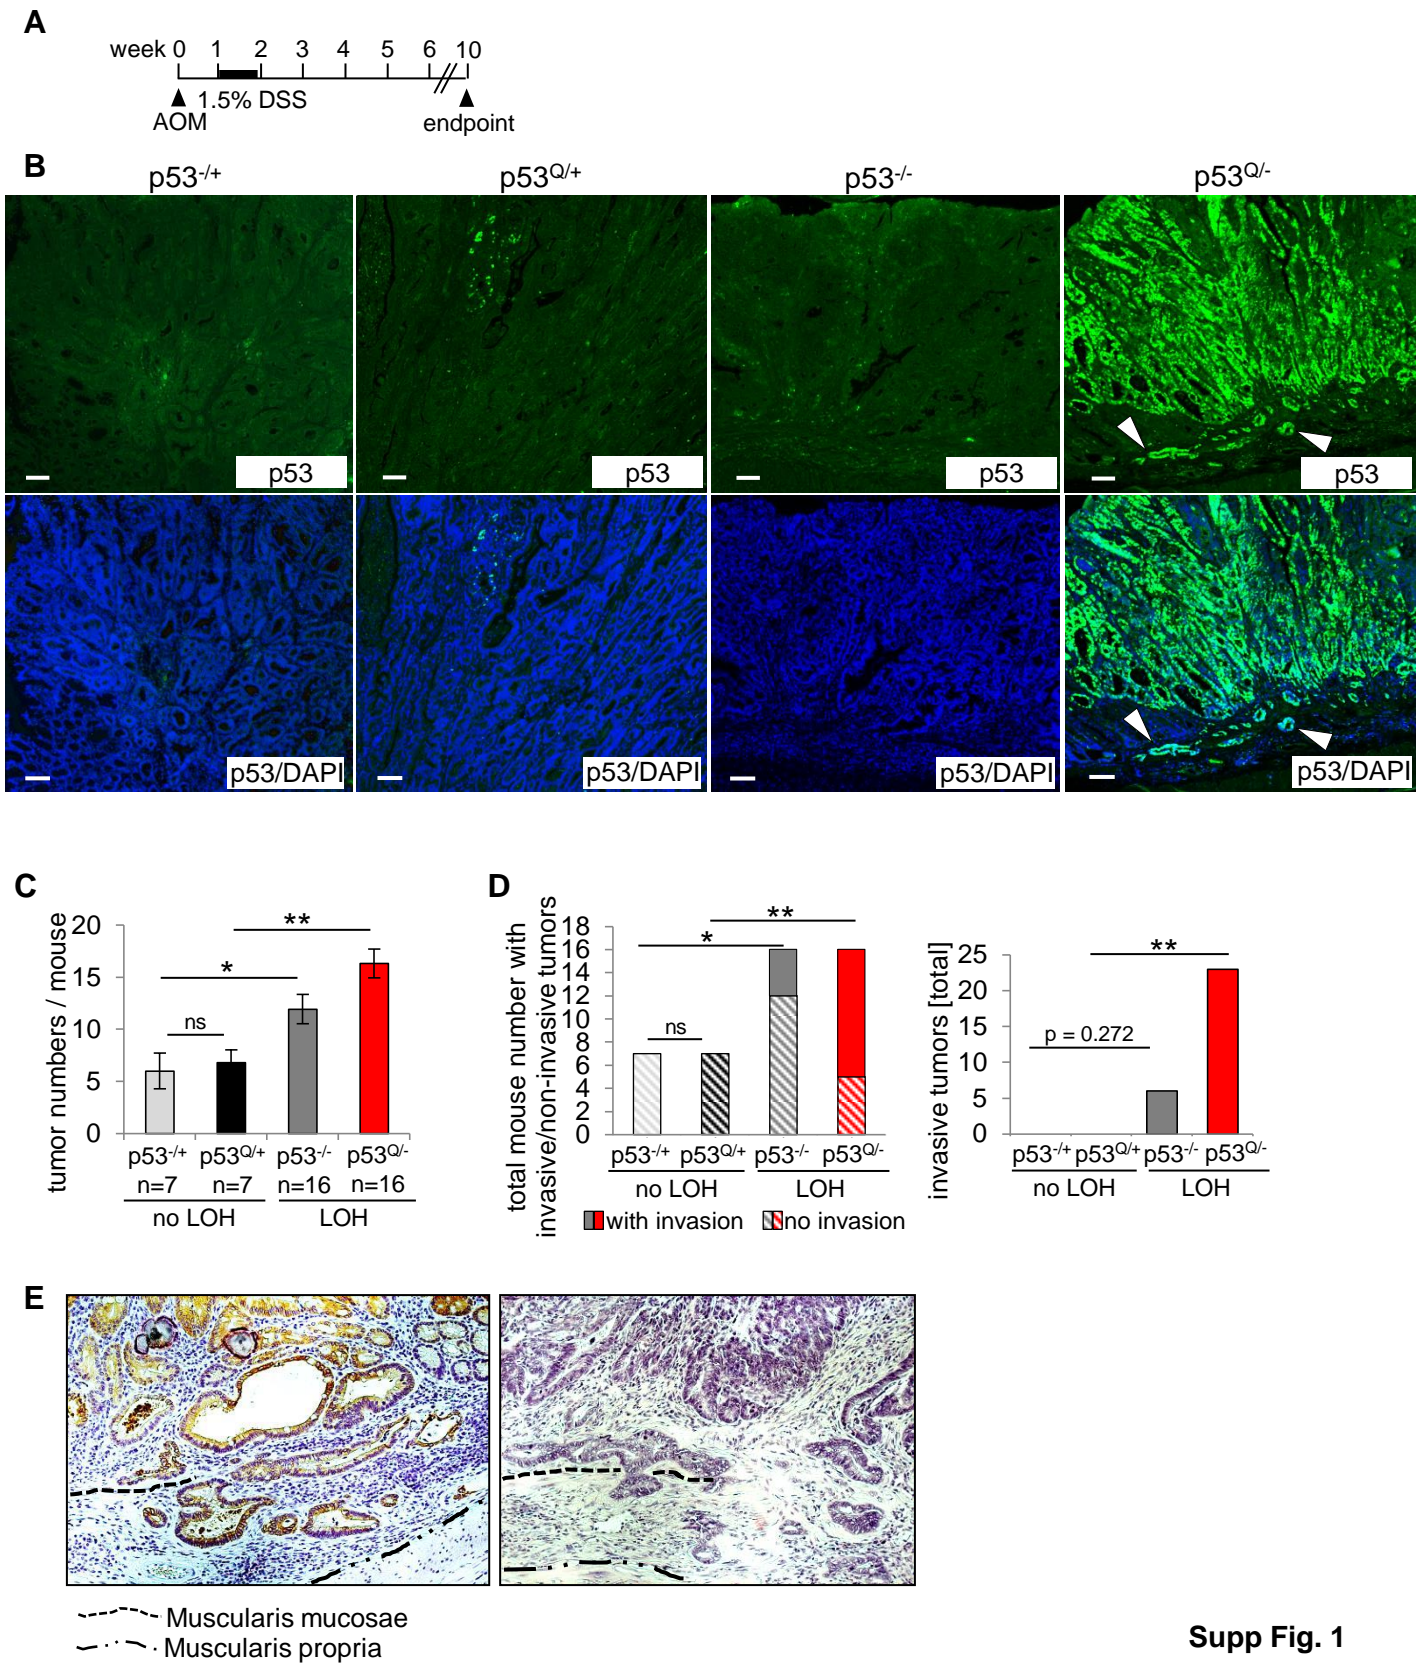 A
week 0 1 2 3 4 5 6 10
1.5% DSS
AOM endpoint
B
p53-/+ p53Q/+ p53-/- p53Q/-
p53 p53 p53 p53
p53/DAPI p53/DAPI p53/DAPI p53/DAPI
C
tumor numbers / mouse
20
15
10
5
0
**
*
ns
p53-/+ p53Q/+ p53-/- p53Q/-
n=7 n=7 n=16 n=16
no LOH LOH
D
total mouse number with
invasive/non-invasive tumors
18
16
14
12
10
8
6
4
2
0
**
*
ns
p53-/+ p53Q/+ p53-/- p53Q/-
no LOH LOH
with invasion no invasion
invasive tumors [total]
25
20
15
10
5
0
**
p = 0.272
p53-/+ p53Q/+ p53-/- p53Q/-
no LOH LOH
E
Muscularis mucosae
Muscularis propria
Supp Fig. 1